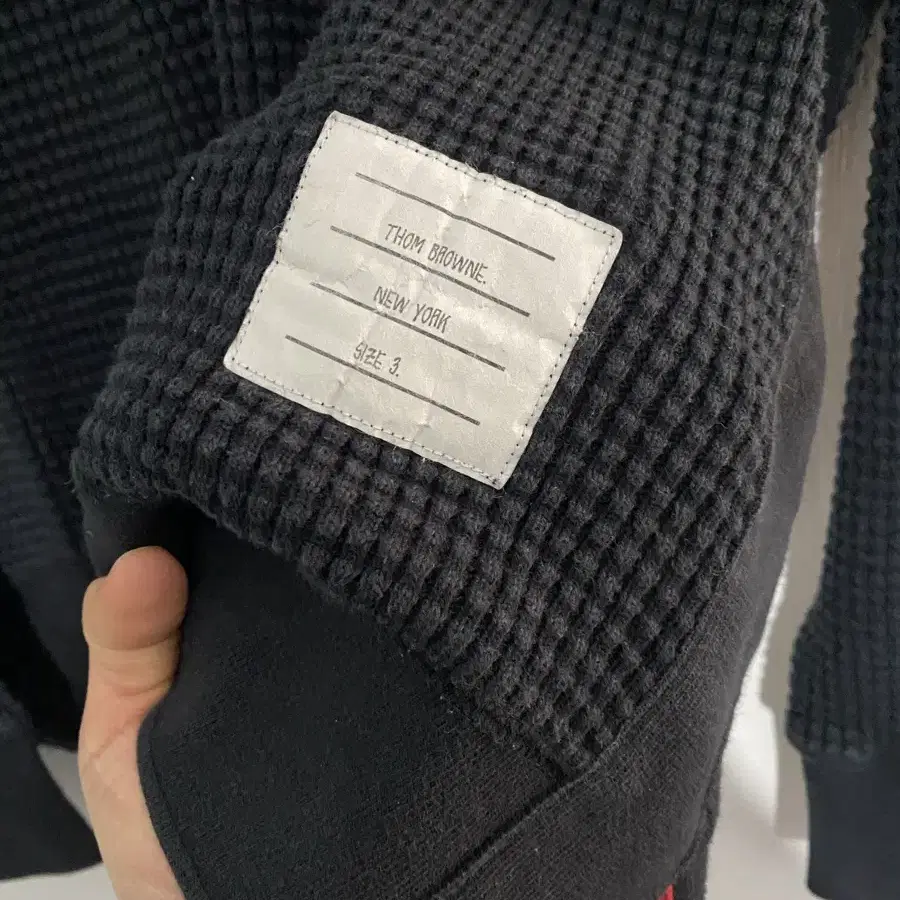 THOM BROWNE.
NEW YORK
SIZE 3.